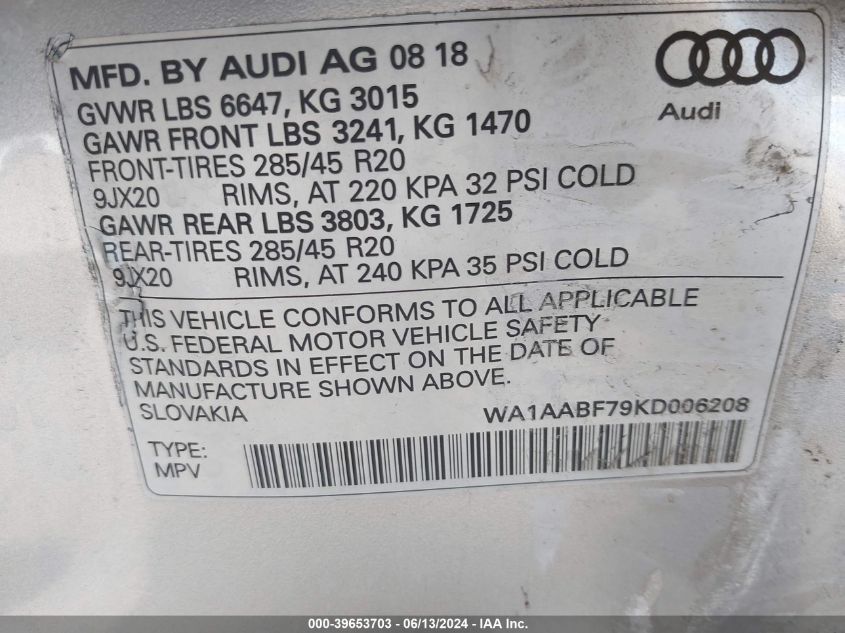 MFD. BY AUDI AG 08 18
GVWR LBS 6647, KG 3015
GAWR FRONT LBS 3241, KG 1470
FRONT-TIRES 285/45 R20
9JX20 RIMS, AT 220 KPA 32 PSI COLD
GAWR REAR LBS 3803, KG 1725
REAR-TIRES 285/45 R20
9JX20 RIMS, AT 240 KPA 35 PSI COLD
Audi
THIS VEHICLE CONFORMS TO ALL APPLICABLE
U.S. FEDERAL MOTOR VEHICLE SAFETY
STANDARDS IN EFFECT ON THE DATE OF
MANUFACTURE SHOWN ABOVE.
SLOVAKIA WA1AABF79KD006208
TYPE:
MPV
000-39653703 - 06/13/2024 - IAAI Inc.